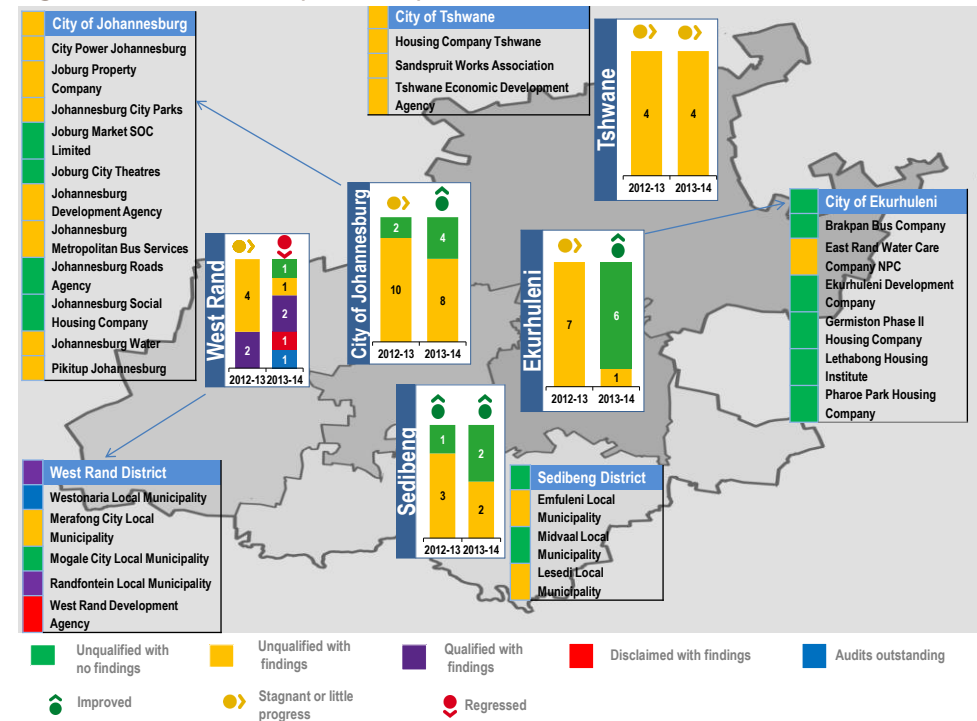 City of Johannesburg
City Power Johannesburg
Joburg Property
Company
Johannesburg City Parks
Joburg Market SOC
Limited
Joburg City Theatres
Johannesburg
Development Agency
Johannesburg
Metropolitan Bus Services
Johannesburg Roads
Agency
Johannesburg Social
Housing Company
Johannesburg Water
Pikitup Johannesburg
City of Tshwane
Housing Company Tshwane
Sandspruit Works Association
Tshwane Economic Development
Agency
Tshwane
4
4
2012-13
2013-14
City of Johannesburg
2
10
4
8
2012-13
2013-14
West Rand
4
2
1
1
2
1
1
2012-13
2013-14
Ekurhuleni
7
6
1
2012-13
2013-14
City of Ekurhuleni
Brakpan Bus Company
East Rand Water Care
Company NPC
Ekurhuleni Development
Company
Germiston Phase II
Housing Company
Lethabong Housing
Institute
Pharoe Park Housing
Company
Sedibeng
1
3
2
2
2012-13
2013-14
West Rand District
Westonaria Local Municipality
Merafong City Local
Municipality
Mogale City Local Municipality
Randfontein Local Municipality
West Rand Development
Agency
Sedibeng District
Emfuleni Local
Municipality
Midvaal Local
Municipality
Lesedi Local
Municipality
Unqualified with
no findings
Unqualified with
findings
Qualified with
findings
Disclaimed with findings
Audits outstanding
Improved
Stagnant or little
progress
Regressed